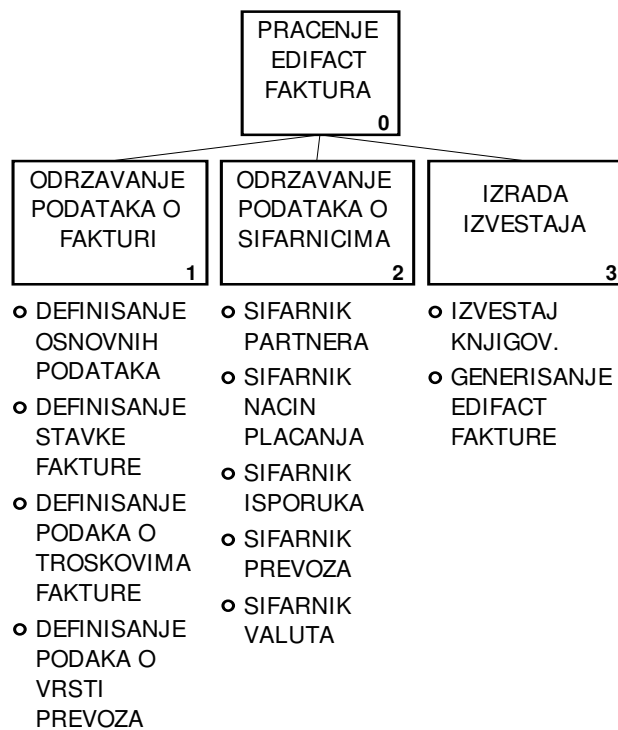 PRACENJE
EDIFACT
FAKTURA
0
ODRZAVANJE
PODATAKA O
FAKTURI
1
ODRZAVANJE
PODATAKA O
SIFARNICIMA
2
IZRADA
IZVESTAJA
3
DEFINISANJE
OSNOVNIH
PODATAKA
DEFINISANJE
STAVKE
FAKTURE
DEFINISANJE
PODAKA O
TROSKOVIMA
FAKTURE
DEFINISANJE
PODAKA O
VRSTI
PREVOZA
SIFARNIK
PARTNERA
SIFARNIK
NACIN
PLACANJA
SIFARNIK
ISPORUKA
SIFARNIK
PREVOZA
SIFARNIK
VALUTA
IZVESTAJ
KNJIGOV.
GENERISANJE
EDIFACT
FAKTURE